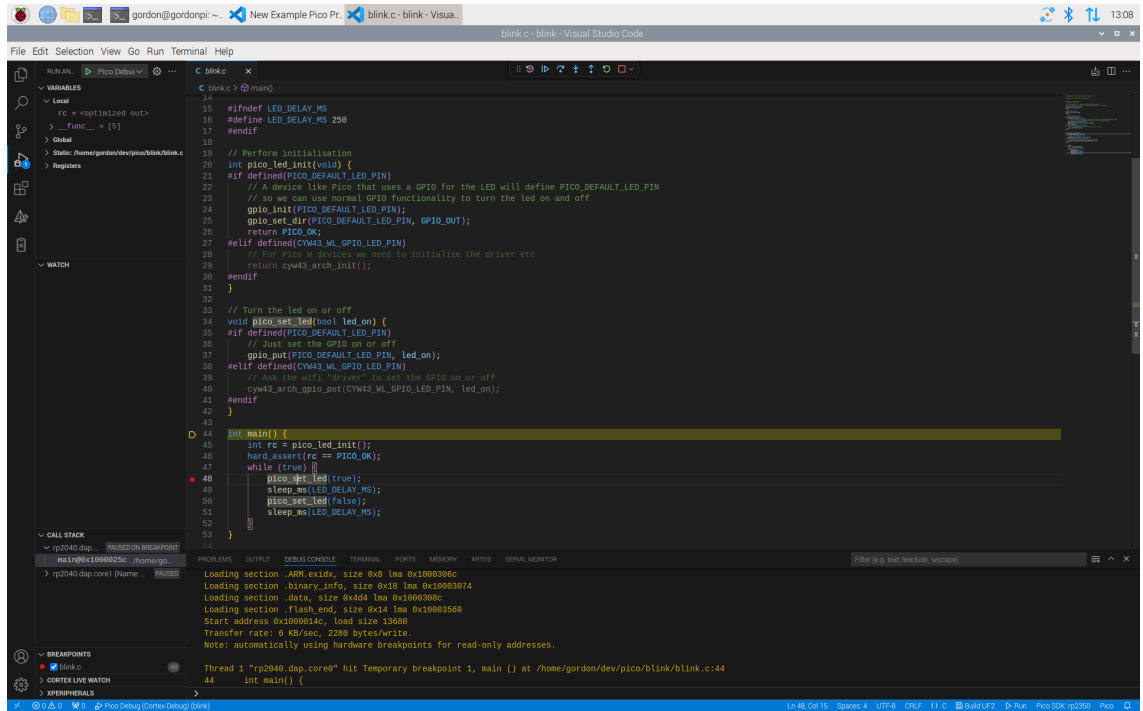 gordon@gordonpi: ~.. New Example Pico Pr.. blink.c - blink - Visua.. 13:08
blink.c - blink - Visual Studio Code
File Edit Selection View Go Run Terminal Help
RUN AN... Pico Debu
VARIABLES
Local
rc = <optimized out>
__func__ = [5]
Global
Static: /home/gordon/dev/pico/blink/blink.c
Registers
WATCH
CALL STACK
rp2040.dap... PAUSED ON BREAKPOINT
main@0x1000025c /home/go...
rp2040.dap.core1 (Name: ... PAUSED
BREAKPOINTS
blink.c 48
CORTEX LIVE WATCH
XPERIPHERALS
C blink.c
C blink.c > main()
14
15 #ifndef LED_DELAY_MS
16 #define LED_DELAY_MS 250
17 #endif
18
19 // Perform initialisation
20 int pico_led_init(void) {
21 #if defined(PICO_DEFAULT_LED_PIN)
22 // A device like Pico that uses a GPIO for the LED will define PICO_DEFAULT_LED_PIN
23 // so we can use normal GPIO functionality to turn the led on and off
24 gpio_init(PICO_DEFAULT_LED_PIN);
25 gpio_set_dir(PICO_DEFAULT_LED_PIN, GPIO_OUT);
26 return PICO_OK;
27 #elif defined(CYW43_WL_GPIO_LED_PIN)
28 // For Pico W devices we need to initialise the driver etc
29 return cyw43_arch_init();
30 #endif
31 }
32
33 // Turn the led on or off
34 void pico_set_led(bool led_on) {
35 #if defined(PICO_DEFAULT_LED_PIN)
36 // Just set the GPIO on or off
37 gpio_put(PICO_DEFAULT_LED_PIN, led_on);
38 #elif defined(CYW43_WL_GPIO_LED_PIN)
39 // Ask the wifi "driver" to set the GPIO on or off
40 cyw43_arch_gpio_put(CYW43_WL_GPIO_LED_PIN, led_on);
41 #endif
42 }
43
44 int main() {
45 int rc = pico_led_init();
46 hard_assert(rc == PICO_OK);
47 while (true) {
48 pico_set_led(true);
49 sleep_ms(LED_DELAY_MS);
50 pico_set_led(false);
51 sleep_ms(LED_DELAY_MS);
52 }
53 }
54
PROBLEMS OUTPUT DEBUG CONSOLE TERMINAL PORTS MEMORY XRTOS SERIAL MONITOR Filter (e.g. text, !exclude, \escape)
Loading section .ARM.exidx, size 0x8 lma 0x1000306c
Loading section .binary_info, size 0x18 lma 0x10003074
Loading section .data, size 0x4d4 lma 0x1000308c
Loading section .flash_end, size 0x14 lma 0x10003560
Start address 0x1000014c, load size 13680
Transfer rate: 6 KB/sec, 2280 bytes/write.
Note: automatically using hardware breakpoints for read-only addresses.
Thread 1 "rp2040.dap.core0" hit Temporary breakpoint 1, main () at /home/gordon/dev/pico/blink/blink.c:44
44 int main() {
>
0 0 0 Pico Debug (Cortex-Debug) (blink) Ln 48, Col 15 Spaces: 4 UTF-8 CRLF {} C Build UF2 Run Pico SDK: rp2350 Pico